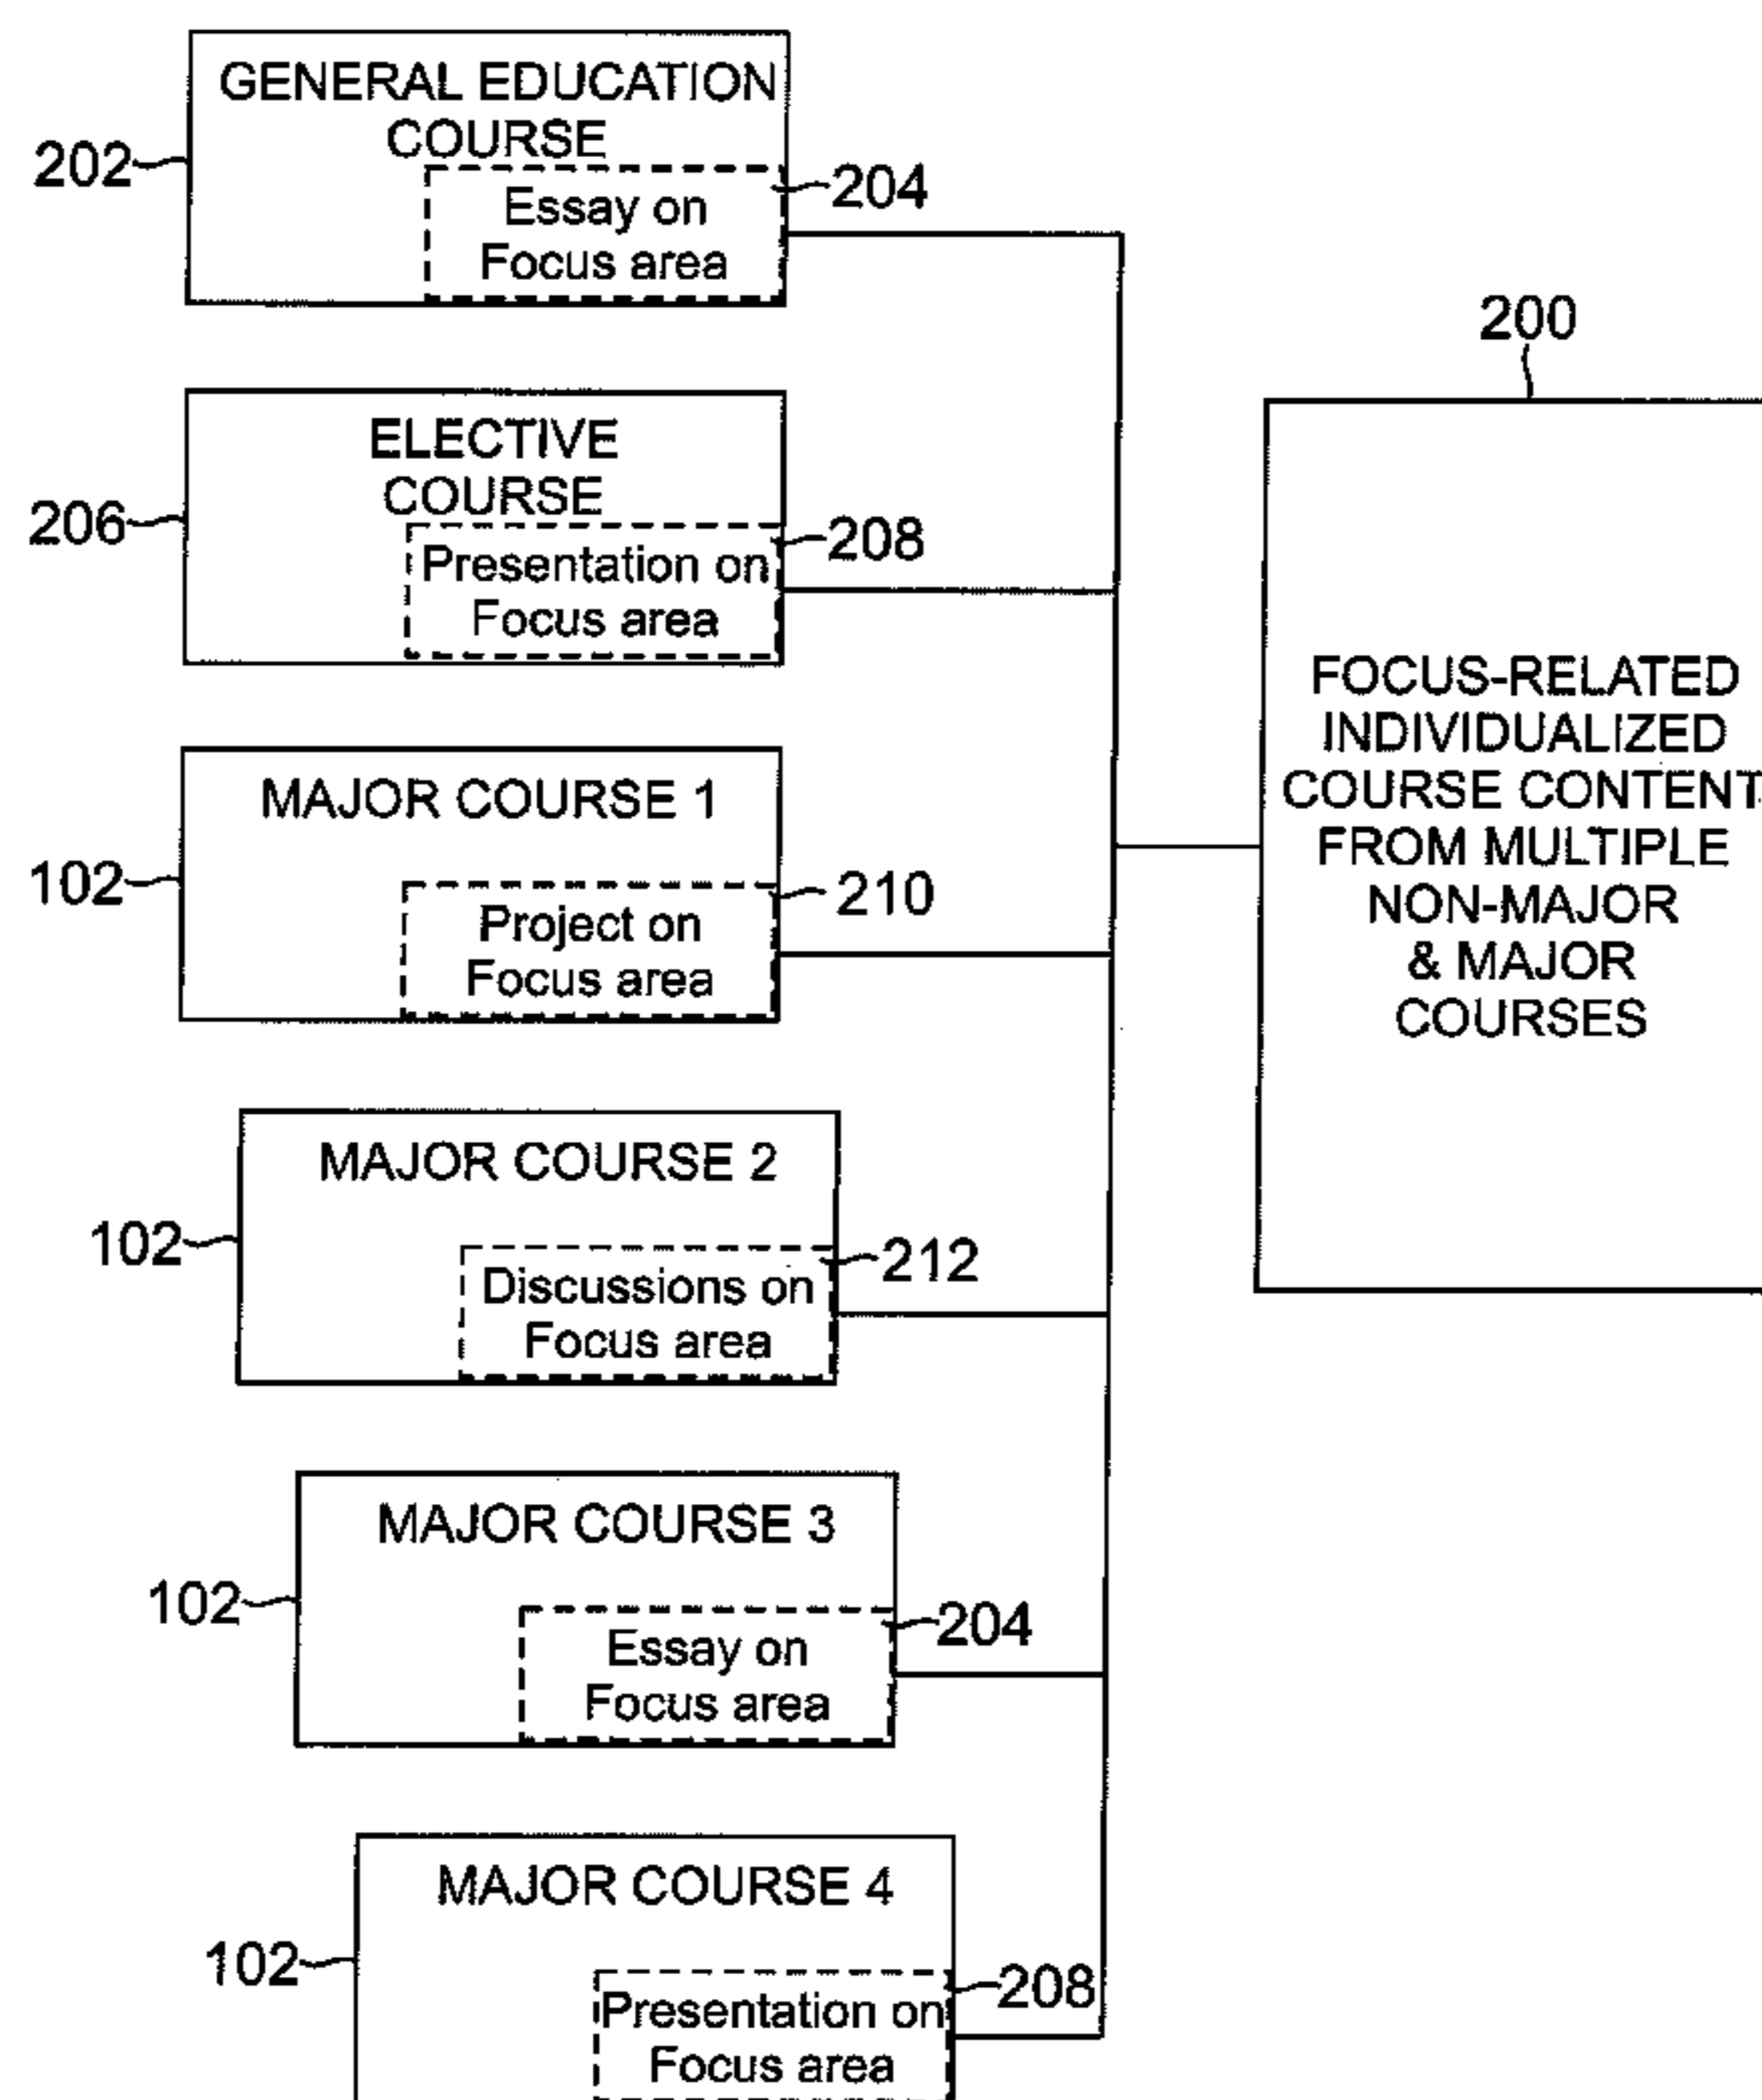 GENERAL EDUCATION
COURSE
202
204
Essay on
Focus area
200
ELECTIVE
COURSE
206
208
Presentation on
Focus area
MAJOR COURSE 1
102
210
Project on
Focus area
FOCUS-RELATED
INDIVIDUALIZED
COURSE CONTENT
FROM MULTIPLE
NON-MAJOR
& MAJOR
COURSES
MAJOR COURSE 2
102
212
Discussions on
Focus area
MAJOR COURSE 3
102
204
Essay on
Focus area
MAJOR COURSE 4
102
208
Presentation on
Focus area